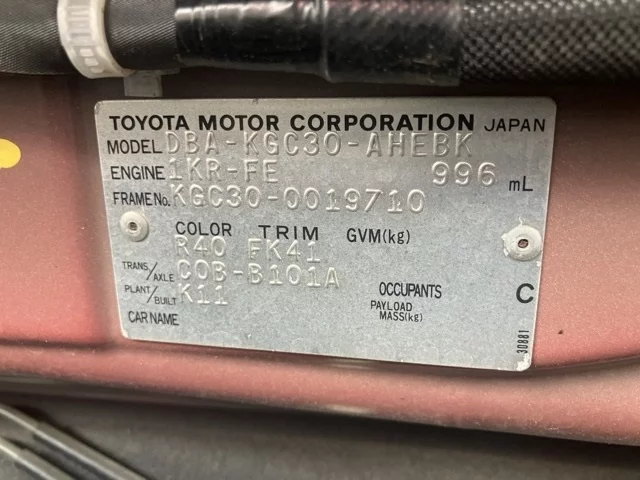 TOYOTA MOTOR CORPORATION JAPAN
MODEL DBA-KGC30-AHEBK
ENGINE 1KR-FE 996 mL
FRAME No. KGC30-0019710
COLOR TRIM GVM(kg)
R40 FK41
TRANS./AXLE C0B-B101A
PLANT/BUILT K11
OCCUPANTS C
PAYLOAD MASS(kg)
CAR NAME
30881